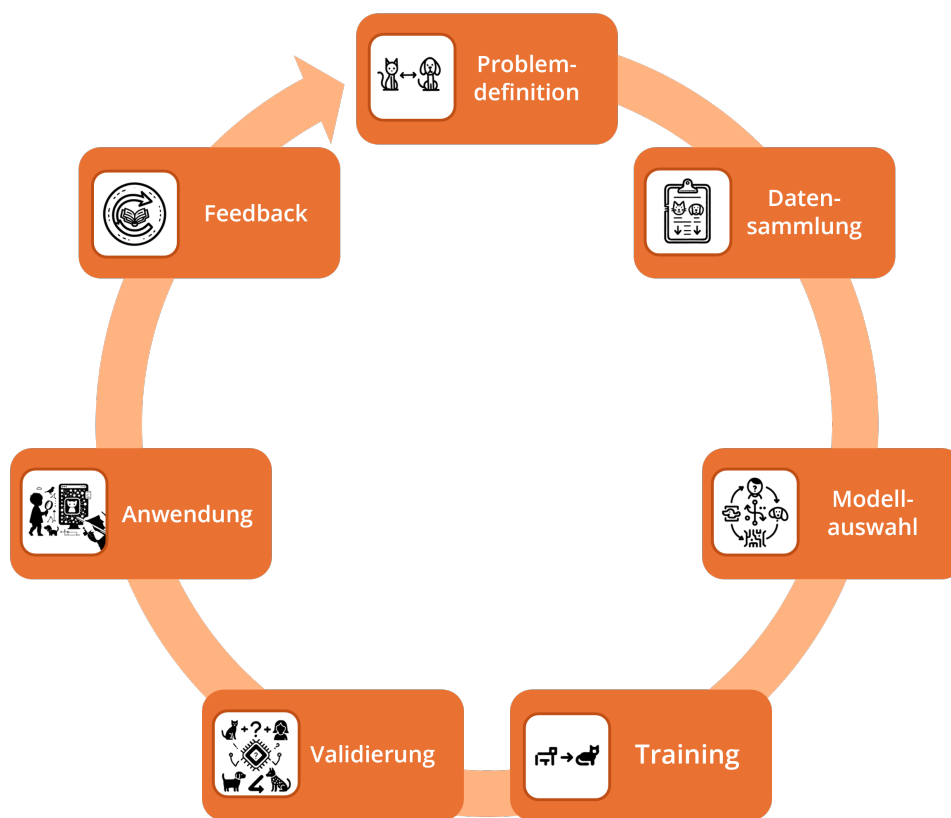 Problem-
definition
Daten-
sammlung
Modell-
auswahl
Training
Validierung
Anwendung
Feedback